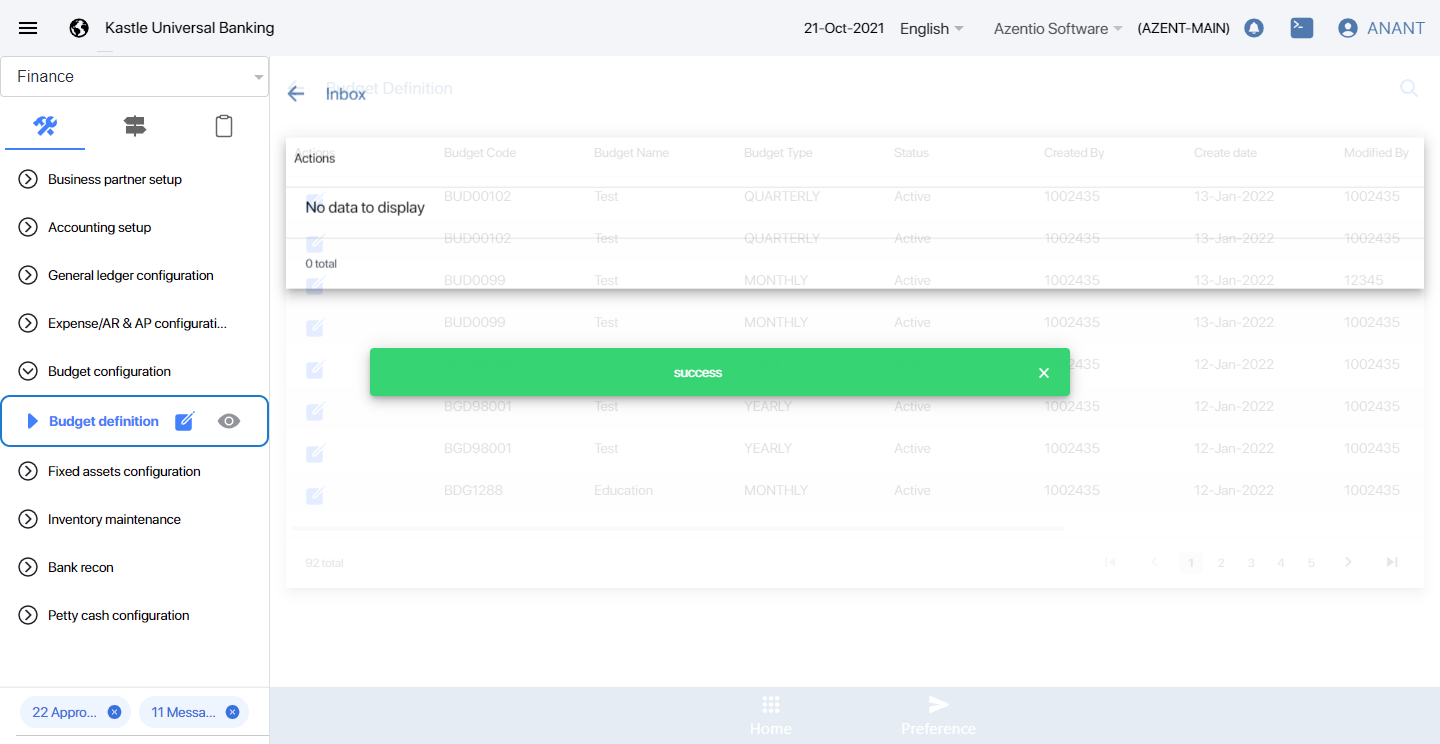 Kastle Universal Banking 21-Oct-2021 English Azentio Software (AZENT-MAIN) ANANT
Finance
Business partner setup
Accounting setup
General ledger configuration
Expense/AR & AP configurati...
Budget configuration
Budget definition
Fixed assets configuration
Inventory maintenance
Bank recon
Petty cash configuration
22 Appro... 11 Messa...
Budget Definition
Inbox
Actions Budget Code Budget Name Budget Type Status Created By Create date Modified By
Actions
BUD00102 Test QUARTERLY Active 1002435 13-Jan-2022 1002435
No data to display
BUD00102 Test QUARTERLY Active 1002435 13-Jan-2022 1002435
0 total
BUD0099 Test MONTHLY Active 1002435 13-Jan-2022 12345
BUD0099 Test MONTHLY Active 1002435 13-Jan-2022 1002435
success
2435 12-Jan-2022 1002435
BGD98001 Test YEARLY Active 1002435 12-Jan-2022 1002435
BGD98001 Test YEARLY Active 1002435 12-Jan-2022 1002435
BDG1288 Education MONTHLY Active 1002435 12-Jan-2022 1002435
92 total 1 2 3 4 5
Home Preference